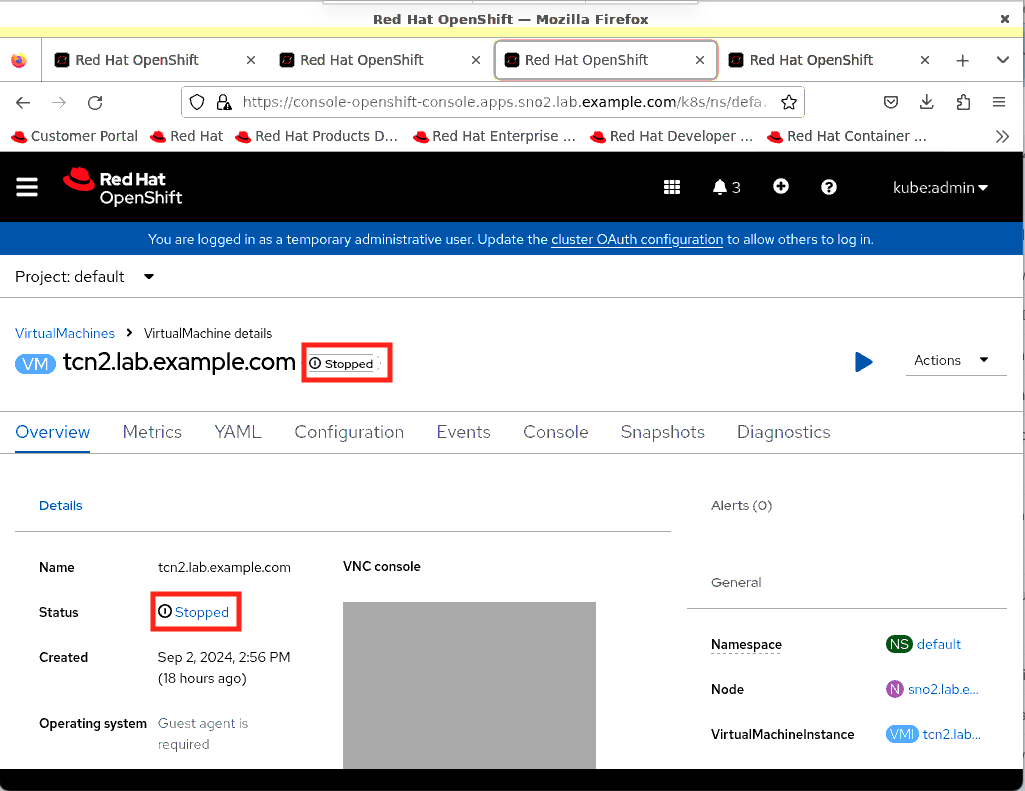 Red Hat OpenShift — Mozilla Firefox
Red Hat OpenShift Red Hat OpenShift Red Hat OpenShift Red Hat OpenShift
https://console-openshift-console.apps.sno2.lab.example.com/k8s/ns/defa.
Customer Portal Red Hat Red Hat Products D... Red Hat Enterprise ... Red Hat Developer ... Red Hat Container ...
Red Hat
OpenShift
3 kube:admin
You are logged in as a temporary administrative user. Update the cluster OAuth configuration to allow others to log in.
Project: default
VirtualMachines VirtualMachine details
VM tcn2.lab.example.com Stopped Actions
Overview Metrics YAML Configuration Events Console Snapshots Diagnostics
Details
Alerts (0)
Name tcn2.lab.example.com VNC console
General
Status Stopped
Namespace NS default
Created Sep 2, 2024, 2:56 PM
(18 hours ago)
Node N sno2.lab.e...
Operating system Guest agent is
required
VirtualMachineInstance VMI tcn2.lab...